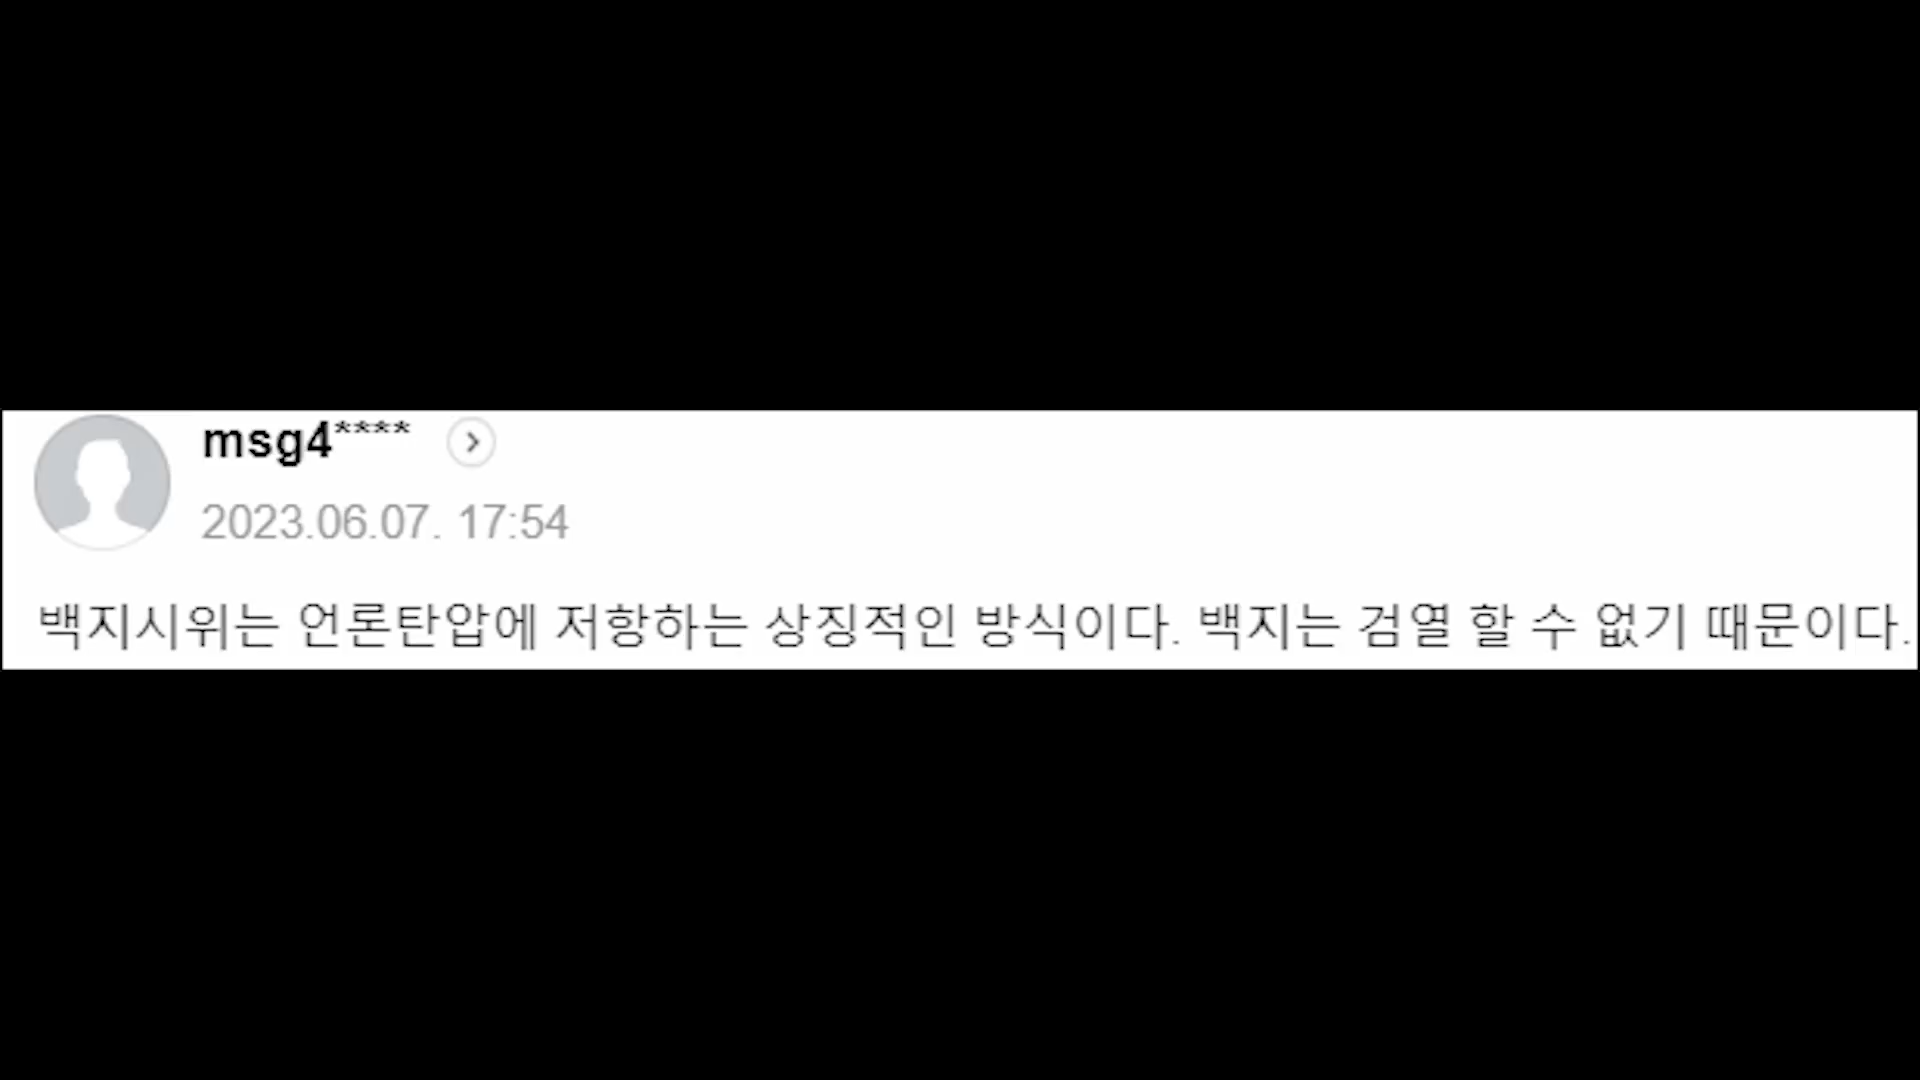 msg4****
2023.06.07. 17:54
백지시위는 언론탄압에 저항하는 상징적인 방식이다. 백지는 검열 할 수 없기 때문이다.